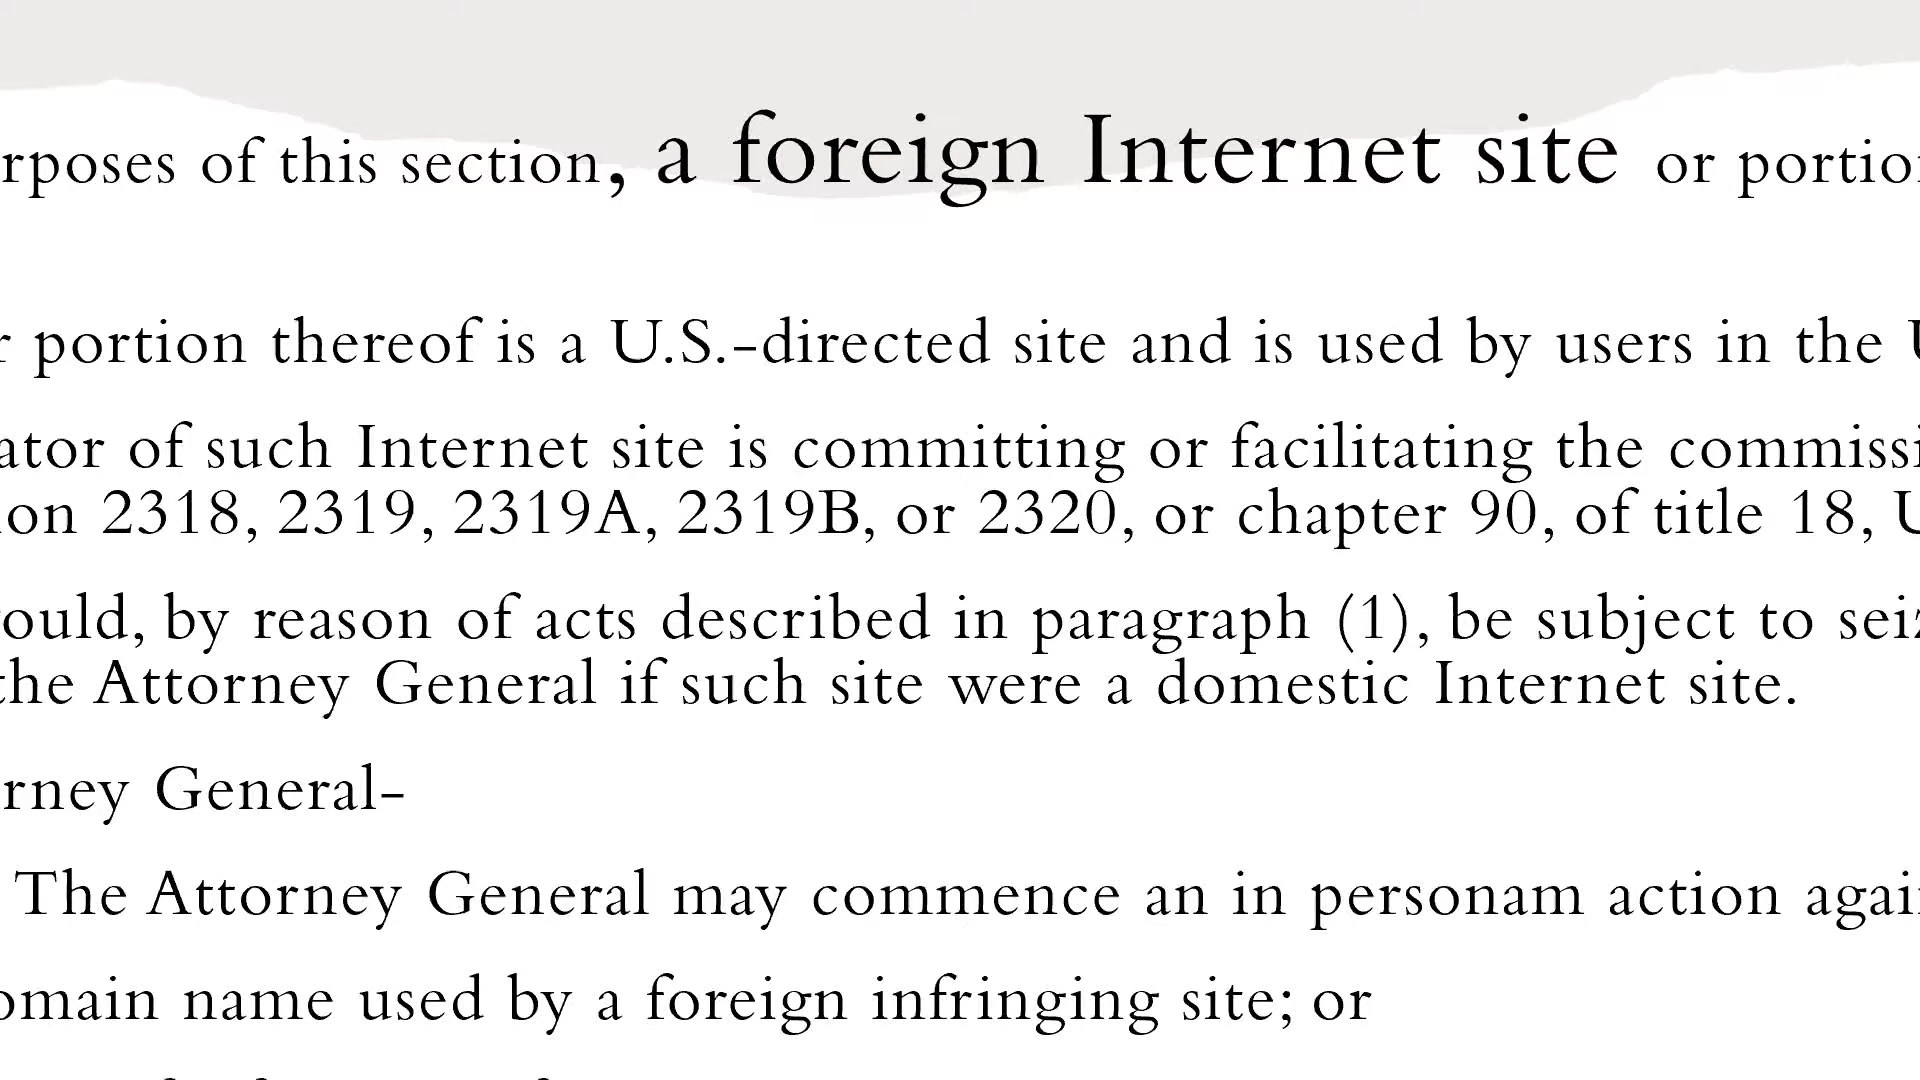 rposes of this section, a foreign Internet site or portion
portion thereof is a U.S.-directed site and is used by users in the
ator of such Internet site is committing or facilitating the commissi
on 2318, 2319, 2319A, 2319B, or 2320, or chapter 90, of title 18, U
ould, by reason of acts described in paragraph (1), be subject to seiz
the Attorney General if such site were a domestic Internet site.
rney General-
The Attorney General may commence an in personam action agai
omain name used by a foreign infringing site; or